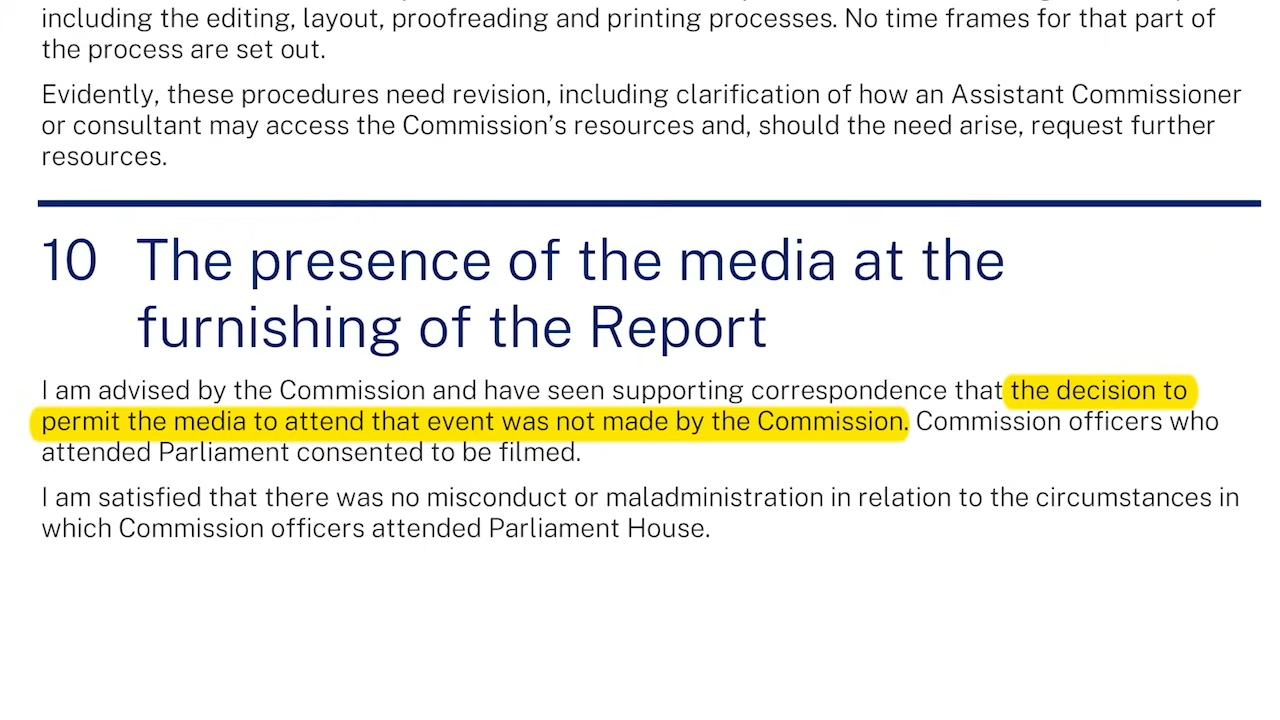 including the editing, layout, proofreading and printing processes. No time frames for that part of
the process are set out.
Evidently, these procedures need revision, including clarification of how an Assistant Commissioner
or consultant may access the Commission’s resources and, should the need arise, request further
resources.
10 The presence of the media at the
furnishing of the Report
I am advised by the Commission and have seen supporting correspondence that the decision to
permit the media to attend that event was not made by the Commission. Commission officers who
attended Parliament consented to be filmed.
I am satisfied that there was no misconduct or maladministration in relation to the circumstances in
which Commission officers attended Parliament House.